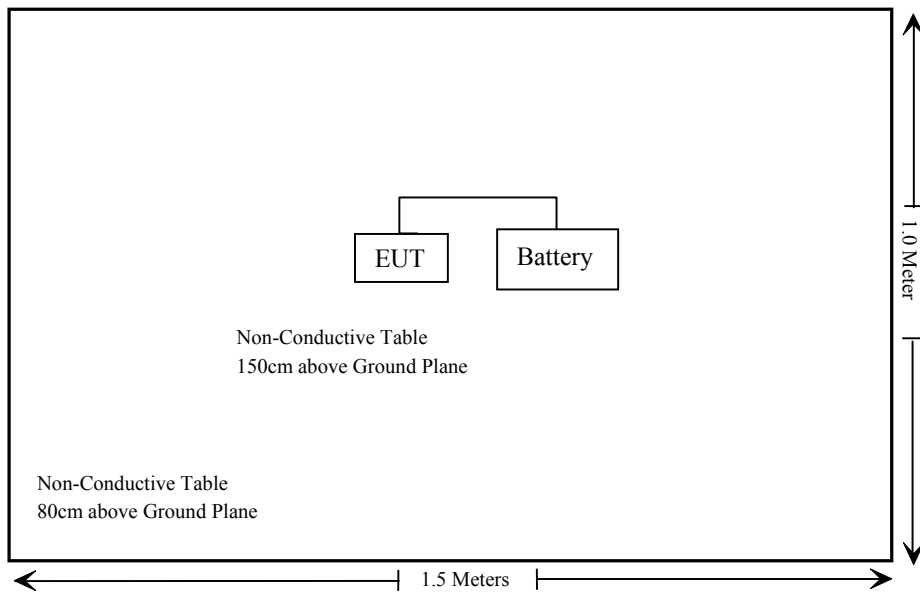 EUT
Battery
1.0 Meter
Non-Conductive Table
150cm above Ground Plane
Non-Conductive Table
80cm above Ground Plane
1.5 Meters